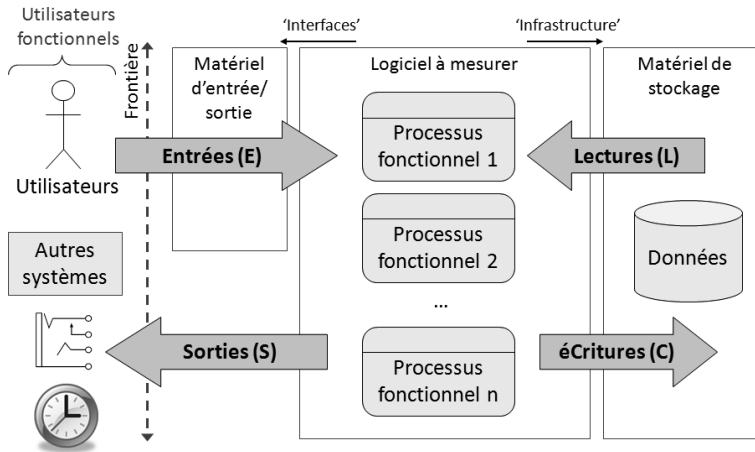 Utilisateurs
fonctionnels
‘Interfaces’
‘Infrastructure’
Frontière
Matériel
d’entrée/
sortie
Logiciel à mesurer
Matériel de
stockage
Processus
fonctionnel 1
Entrées (E)
Lectures (L)
Utilisateurs
Processus
fonctionnel 2
Autres
systèmes
Données
...
Sorties (S)
éCritures (C)
Processus
fonctionnel n